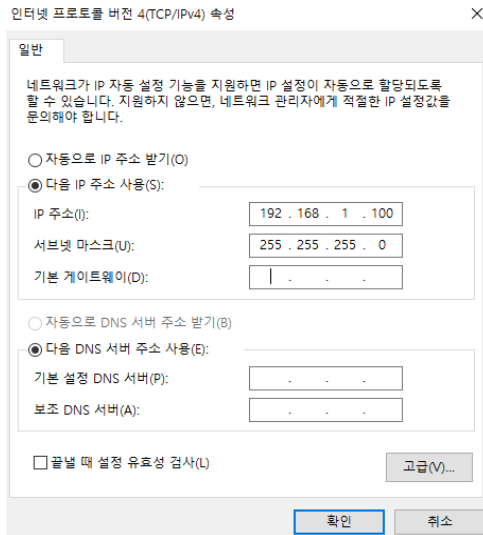 인터넷 프로토콜 버전 4(TCP/IPv4) 속성
일반
네트워크가 IP 자동 설정 기능을 지원하면 IP 설정이 자동으로 할당되도록
할 수 있습니다. 지원하지 않으면, 네트워크 관리자에게 적절한 IP 설정값을
문의해야 합니다.
자동으로 IP 주소 받기(O)
다음 IP 주소 사용(S):
IP 주소(I): 192 . 168 . 1 . 100
서브넷 마스크(U): 255 . 255 . 255 . 0
기본 게이트웨이(D): . . .
자동으로 DNS 서버 주소 받기(B)
다음 DNS 서버 주소 사용(E):
기본 설정 DNS 서버(P): . . .
보조 DNS 서버(A): . . .
끝낼 때 설정 유효성 검사(L)
고급(V)...
확인 취소